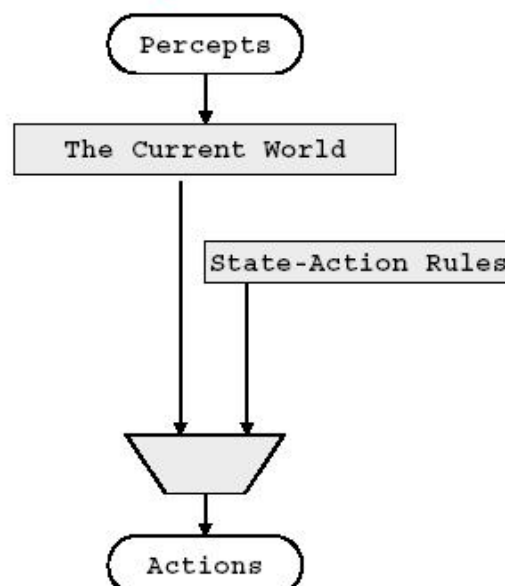 Percepts
The Current World
State-Action Rules
Actions